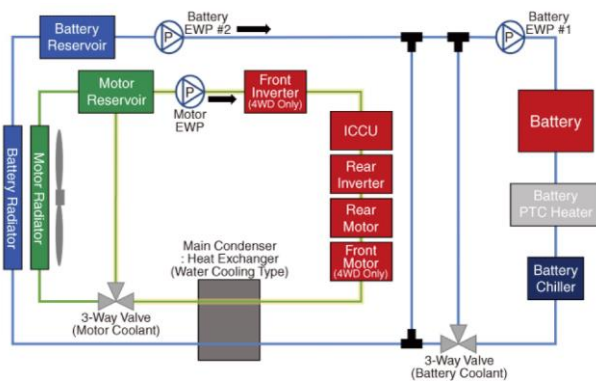 Battery
Reservoir
P
Battery
EWP #2
Battery
EWP #1
P
Motor
Reservoir
P
Motor
EWP
Front
Inverter
(4WD Only)
ICCU
Rear
Inverter
Rear
Motor
Front
Motor
(4WD Only)
Battery
Battery
PTC Heater
Battery
Chiller
Battery Radiator
Motor Radiator
Main Condenser
: Heat Exchanger
(Water Cooling Type)
3-Way Valve
(Motor Coolant)
3-Way Valve
(Battery Coolant)